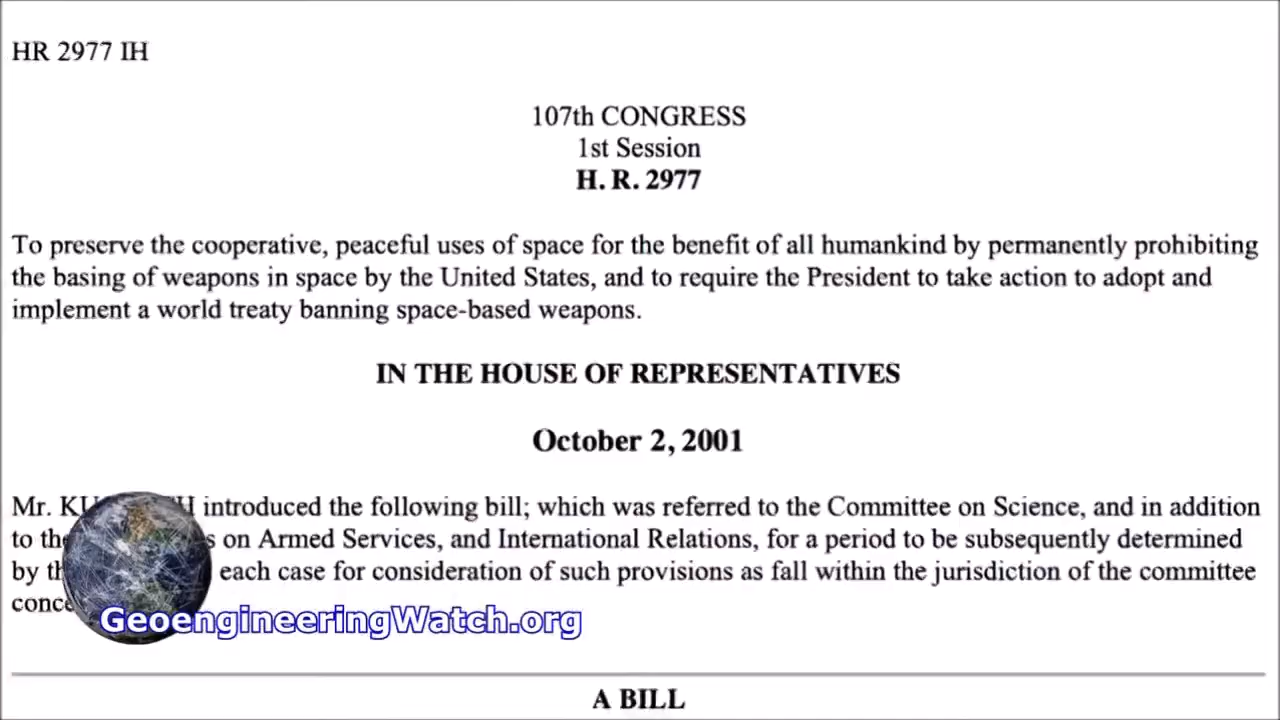 HR 2977 IH
107th CONGRESS
1st Session
H. R. 2977
To preserve the cooperative, peaceful uses of space for the benefit of all humankind by permanently prohibiting
the basing of weapons in space by the United States, and to require the President to take action to adopt and
implement a world treaty banning space-based weapons.
IN THE HOUSE OF REPRESENTATIVES
October 2, 2001
Mr. introduced the following bill; which was referred to the Committee on Science, and in addition
to on Armed Services, and International Relations, for a period to be subsequently determined
by each case for consideration of such provisions as fall within the jurisdiction of the committee
GeoengineeringWatch.org
A BILL